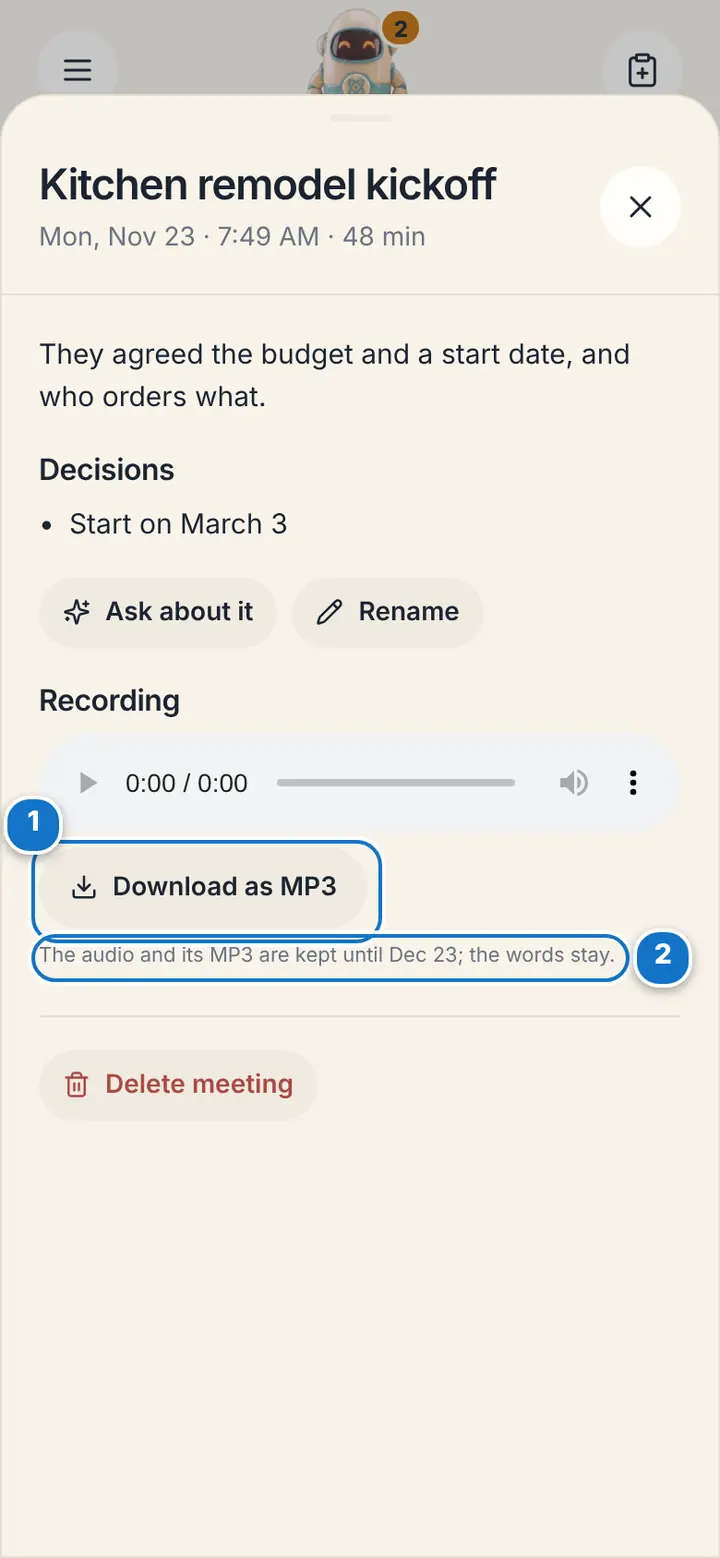 2
Kitchen remodel kickoff
Mon, Nov 23 · 7:49 AM · 48 min
They agreed the budget and a start date, and
who orders what.
Decisions
• Start on March 3
Ask about it
Rename
Recording
0:00 / 0:00
1
Download as MP3
The audio and its MP3 are kept until Dec 23; the words stay.
2
Delete meeting